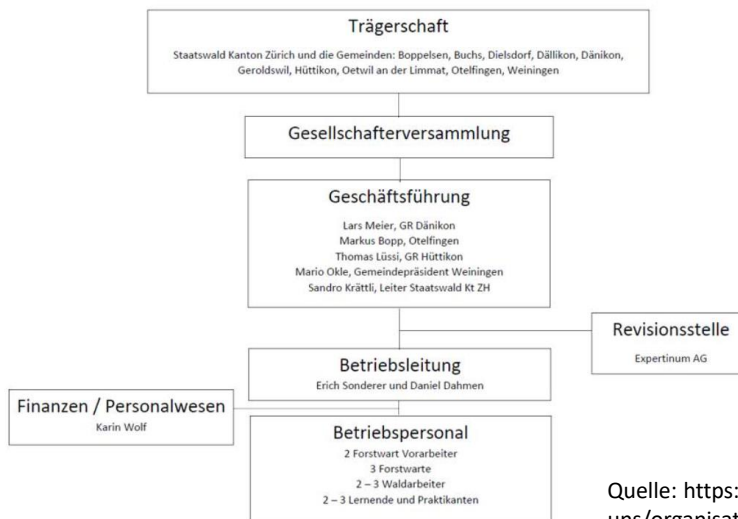 Trägerschaft
Staatswald Kanton Zürich und die Gemeinden: Boppelsen, Buchs, Dielsdorf, Dällikon, Dänikon,
Geroldswil, Hüttikon, Oetwil an der Limmat, Otelfingen, Weiningen
Gesellschafterversammlung
Geschäftsführung
Lars Meier, GR Dänikon
Markus Bopp, Otelfingen
Thomas Lüssi, GR Hüttikon
Mario Okle, Gemeindepräsident Weiningen
Sandro Krättli, Leiter Staatswald Kt ZH
Revisionsstelle
Expertinum AG
Betriebsleitung
Erich Sonderer und Daniel Dahmen
Finanzen / Personalwesen
Karin Wolf
Betriebspersonal
2 Forstwart Vorarbeiter
3 Forstwarte
2 – 3 Waldarbeiter
2 – 3 Lernende und Praktikanten
Quelle: https: